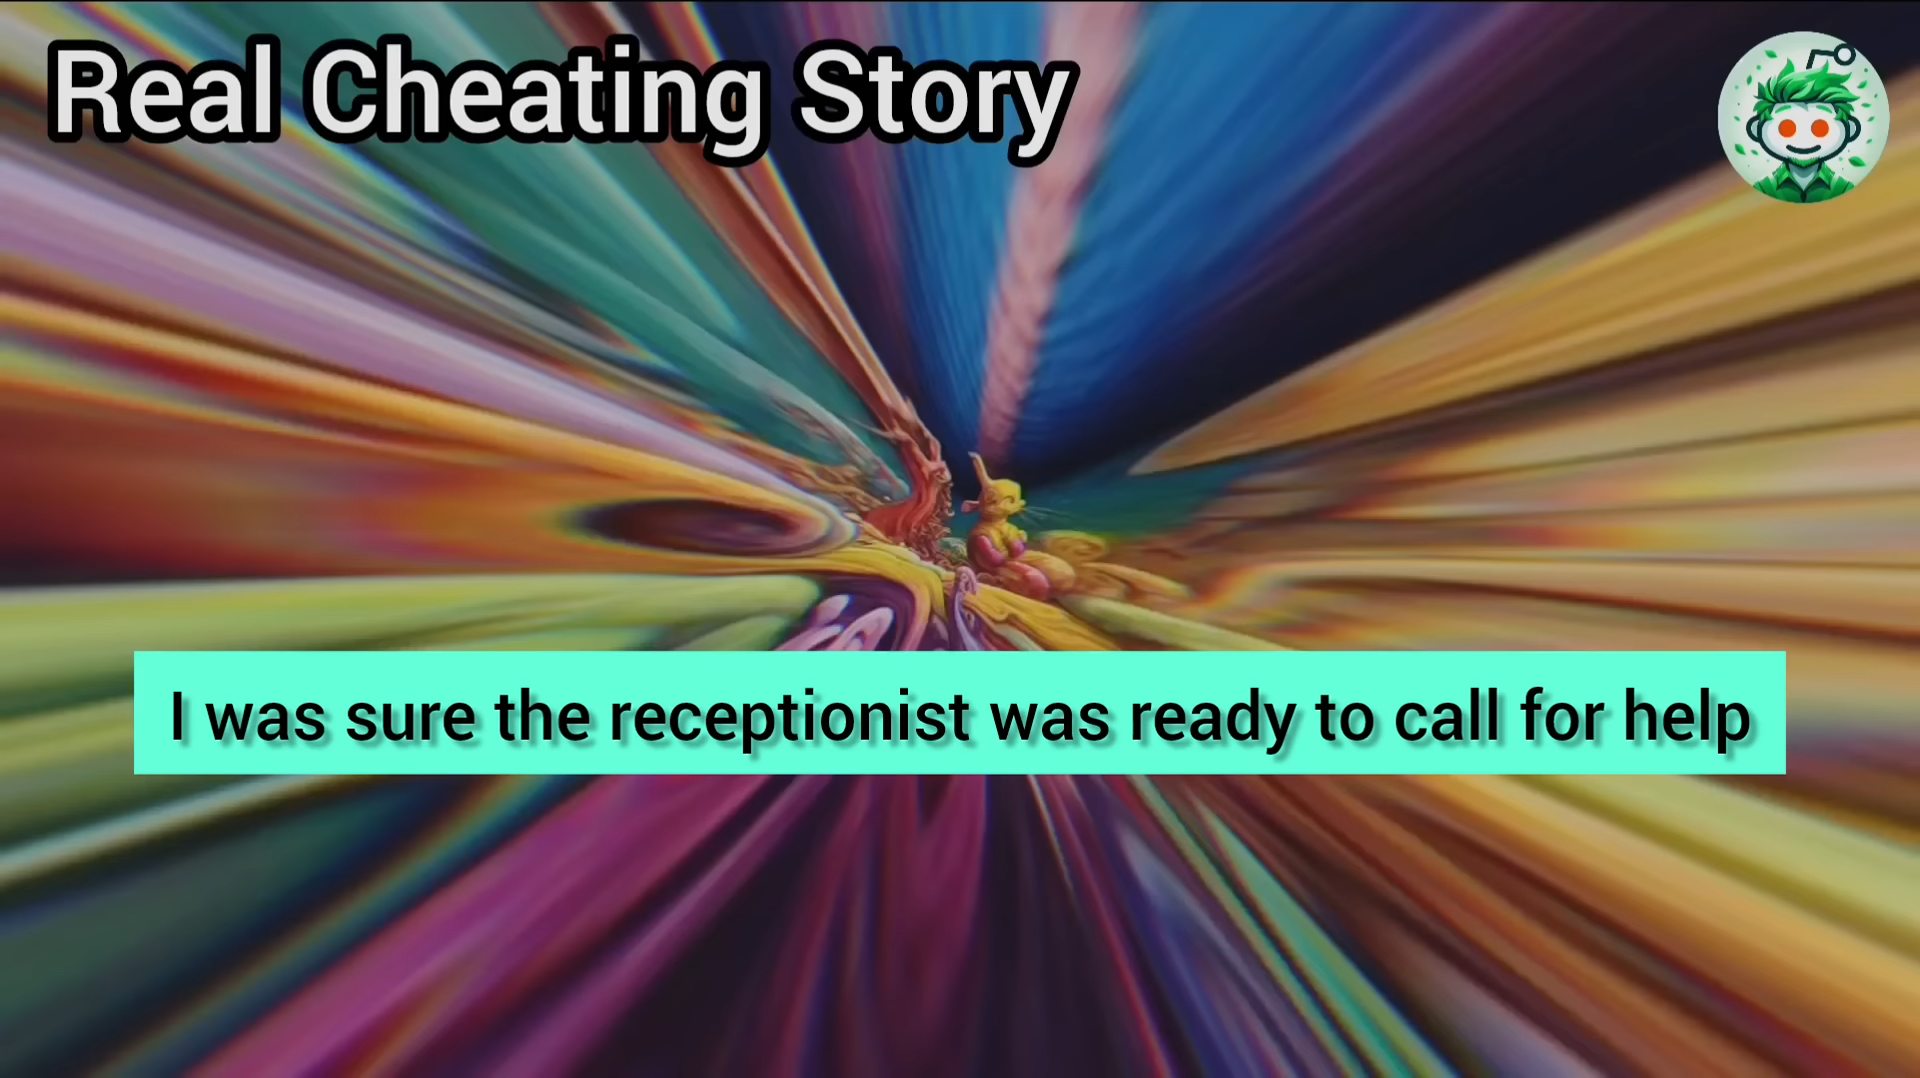 Real Cheating Story
I was sure the receptionist was ready to call for help